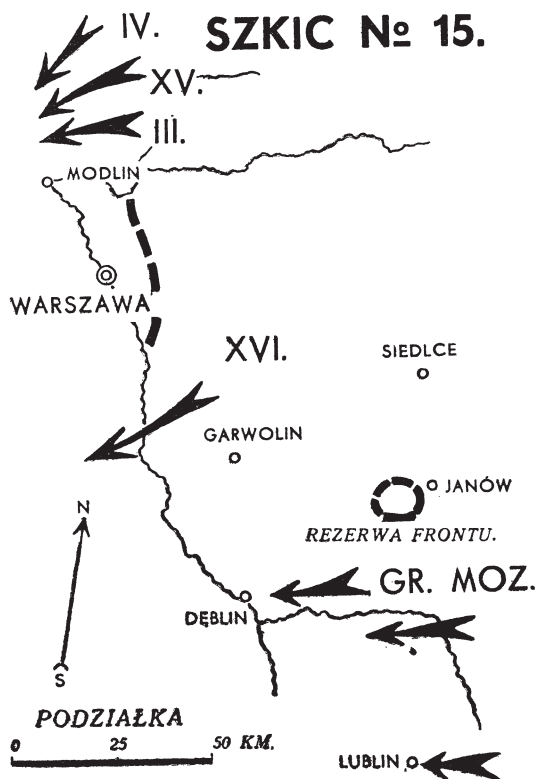 SZKIC № 15.
IV.
XV.
III.
MODLIN
WARSZAWA
XVI.
SIEDLCE
GARWOLIN
JANÓW
REZERWA FRONTU.
N
S
GR. MOZ.
DĘBLIN
PODZIAŁKA
0 25 50 KM.
LUBLIN